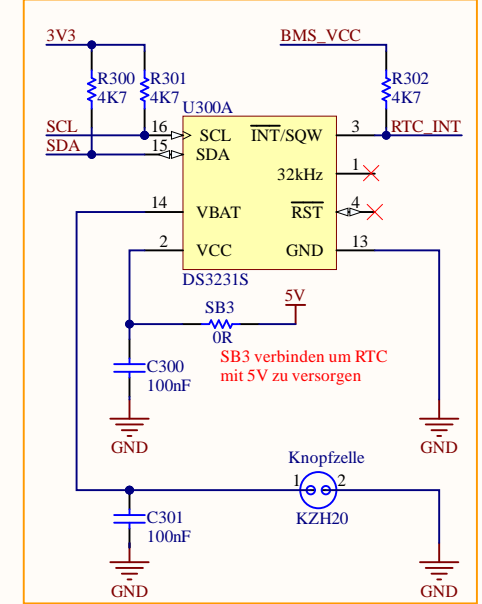 3V3
BMS_VCC
R300
4K7
R301
4K7
R302
4K7
U300A
SCL
16
SCL
INT/SQW
3
RTC_INT
SDA
15
SDA
32kHz
1
14
VBAT
RST
4
2
VCC
GND
13
DS3231S
SB3
0R
5V
SB3 verbinden um RTC
mit 5V zu versorgen
C300
100nF
GND
GND
Knopfzelle
1
2
KZH20
C301
100nF
GND
GND